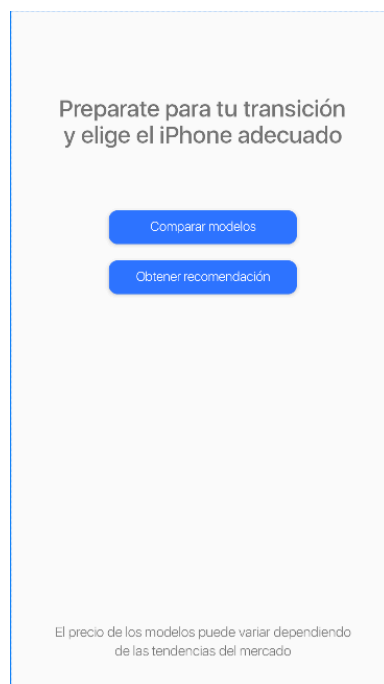 Preparate para tu transición
y elige el iPhone adecuado
Comparar modelos
Obtener recomendación
El precio de los modelos puede variar dependiendo
de las tendencias del mercado